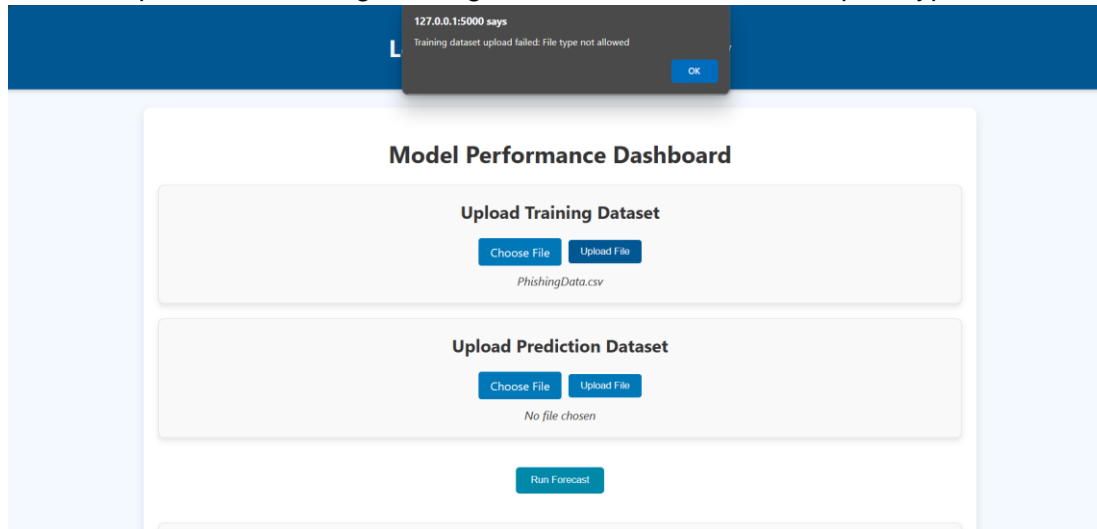 127.0.0.1:5000 says
Training dataset upload failed: File type not allowed
OK
Model Performance Dashboard
Upload Training Dataset
Choose File Upload File
PhishingData.csv
Upload Prediction Dataset
Choose File Upload File
No file chosen
Run Forecast